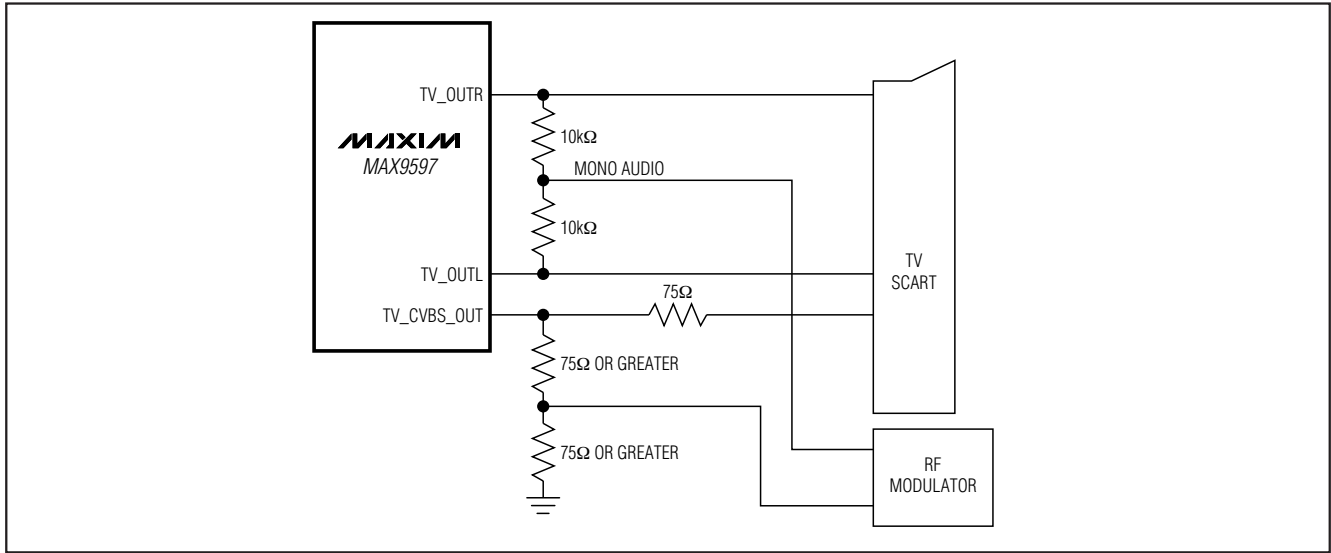 TV_OUTR
10kΩ
MAXIM
MAX9597
MONO AUDIO
10kΩ
TV_OUTL
TV
SCART
75Ω
TV_CVBS_OUT
75Ω OR GREATER
75Ω OR GREATER
RF
MODULATOR